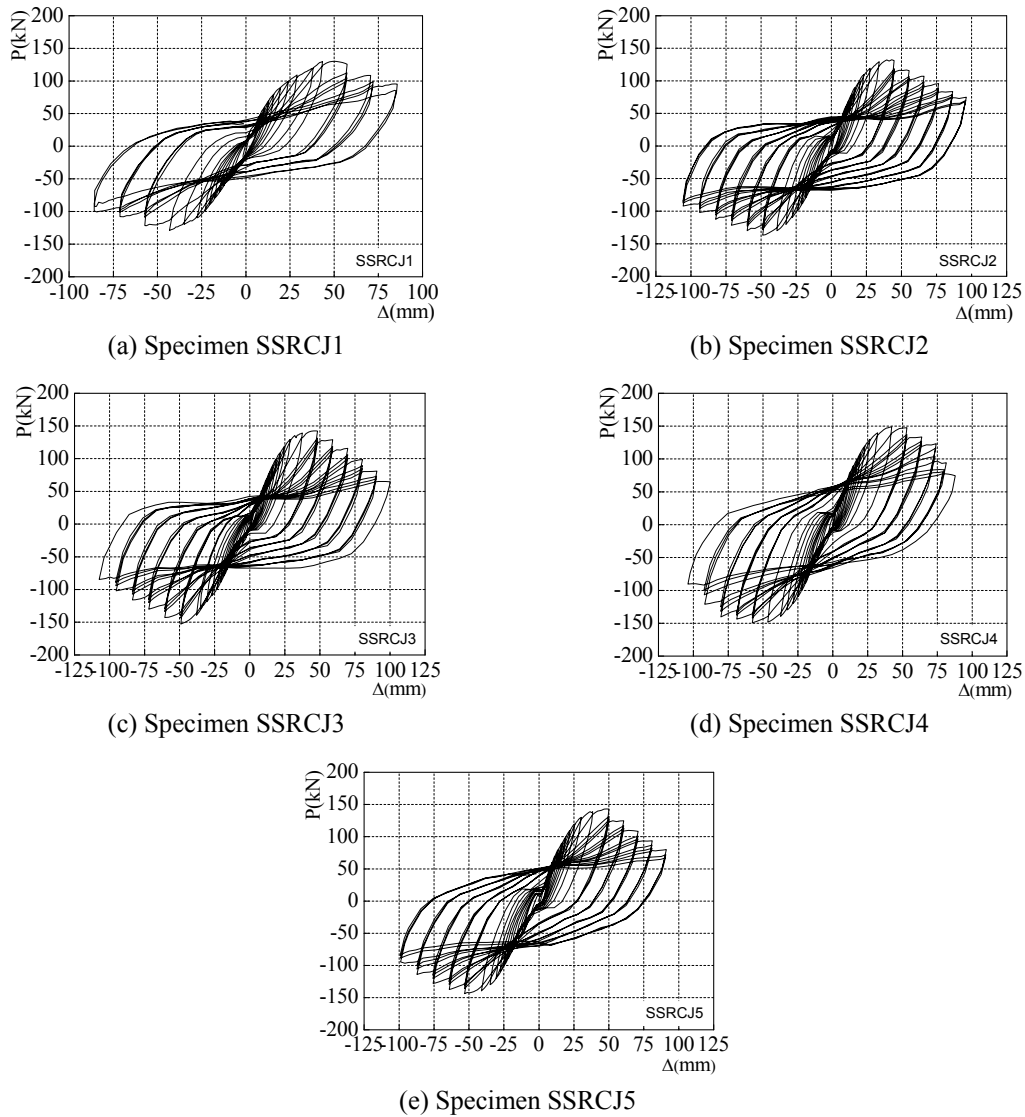 P(kN)
200
150
100
50
0
-50
-100
-150
-200
-100 -75 -50 -25 0 25 50 75 100
Δ(mm)
SSRCJ1
(a) Specimen SSRCJ1
P(kN)
200
150
100
50
0
-50
-100
-150
-200
-125 -100 -75 -50 -25 0 25 50 75 100 125
Δ(mm)
SSRCJ2
(b) Specimen SSRCJ2
P(kN)
200
150
100
50
0
-50
-100
-150
-200
-125 -100 -75 -50 -25 0 25 50 75 100 125
Δ(mm)
SSRCJ3
(c) Specimen SSRCJ3
P(kN)
200
150
100
50
0
-50
-100
-150
-200
-125 -100 -75 -50 -25 0 25 50 75 100 125
Δ(mm)
SSRCJ4
(d) Specimen SSRCJ4
P(kN)
200
150
100
50
0
-50
-100
-150
-200
-125 -100 -75 -50 -25 0 25 50 75 100 125
Δ(mm)
SSRCJ5
(e) Specimen SSRCJ5